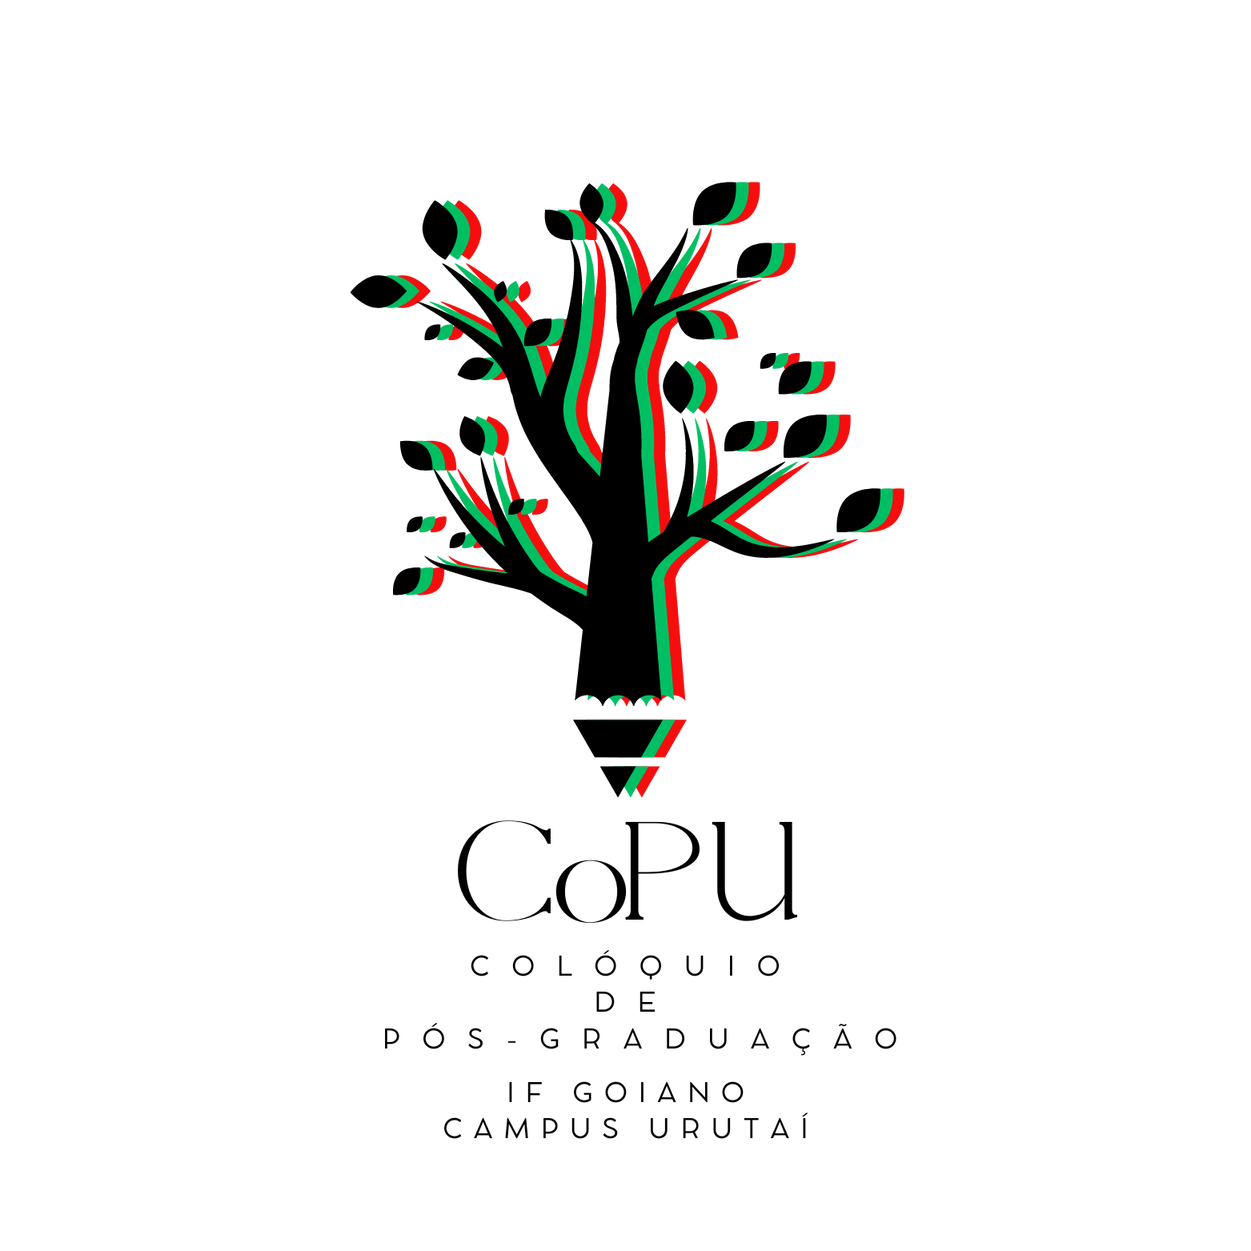 CoPU
COLÓQUIO
DE
PÓS-GRADUAÇÃO
IF GOIANO
CAMPUS URUTAÍ